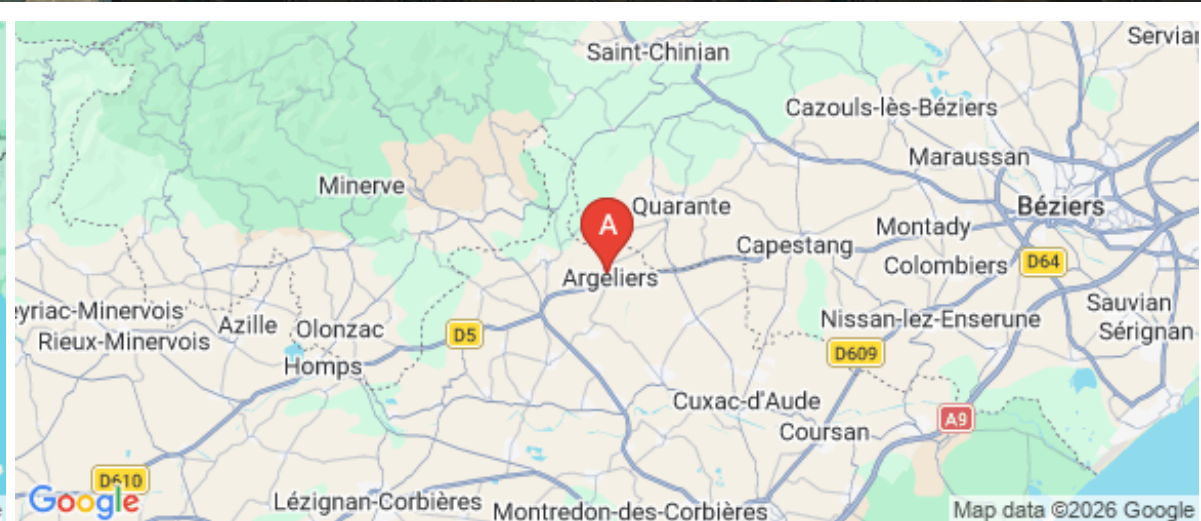 Saint-Chinian
Servian
Cazouls-lès-Béziers
Maraussan
Minerve
A
Quarante
Béziers
Montady
Capestang
Colombiers
D64
Argeliers
eyriac-Minervois
Azille
Olonzac
D5
Rieux-Minervois
Homps
Sauvian
Nissan-lez-Enserune
Sérignan
D609
Cuxac-d'Aude
Coursan
A9
D610
Google
Lézignan-Corbières
Montredon-des-Corbières
Map data ©2026 Google